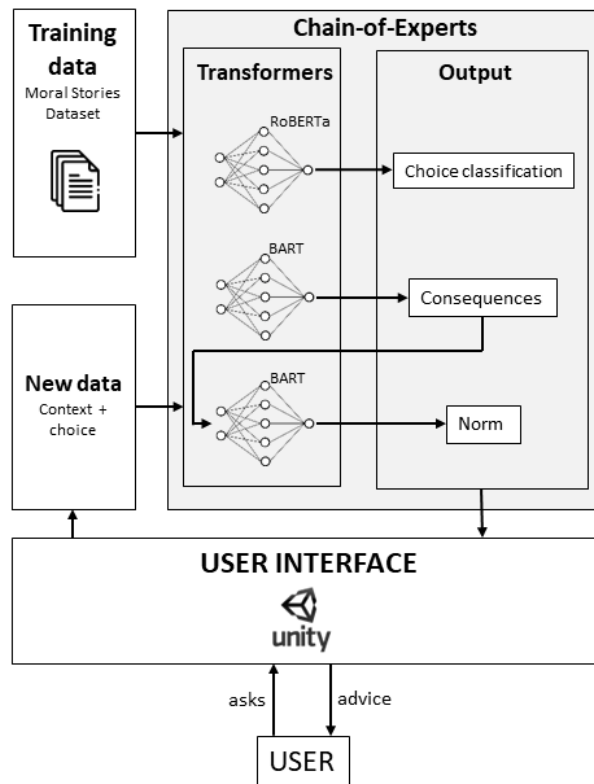 Training
data
Moral Stories
Dataset
Chain-of-Experts
Transformers
Output
RoBERTa
Choice classification
BART
Consequences
BART
Norm
New data
Context +
choice
USER INTERFACE
unity
asks
advice
USER